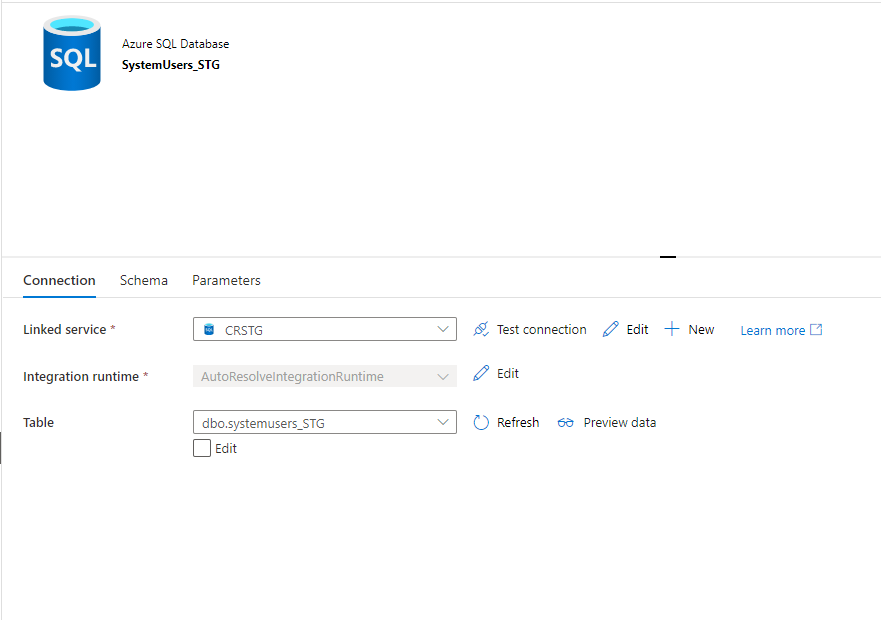 SQL
Azure SQL Database
SystemUsers_STG
Connection Schema Parameters
Linked service * SQL CRSTG Test connection Edit New Learn more
Integration runtime * AutoResolveIntegrationRuntime Edit
Table dbo.systemusers_STG Refresh Preview data
Edit